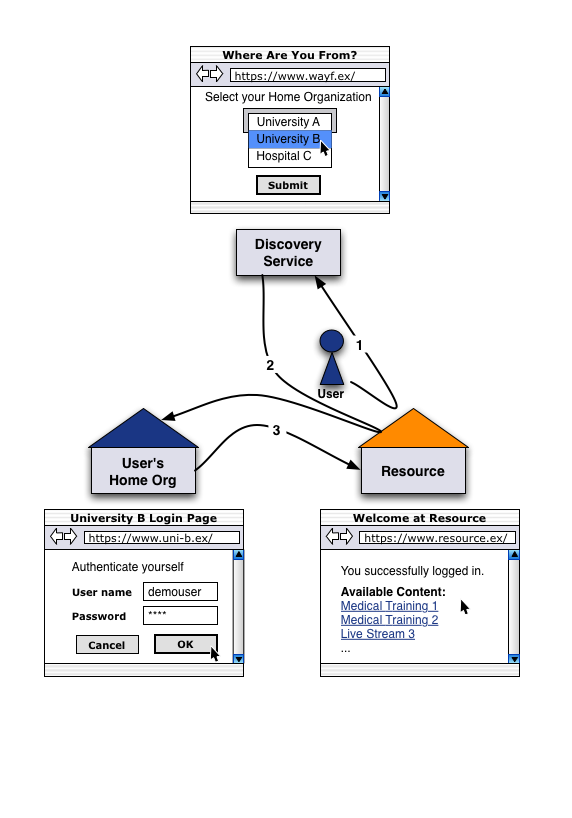 Where Are You From?
https://www.wayf.ex/
Select your Home Organization
University A
University B
Hospital C
Submit
Discovery
Service
1
2
User
3
User's
Home Org
Resource
University B Login Page
https://www.uni-b.ex/
Authenticate yourself
User name demouser
Password ****
Cancel OK
Welcome at Resource
https://www.resource.ex/
You successfully logged in.
Available Content:
Medical Training 1
Medical Training 2
Live Stream 3
...